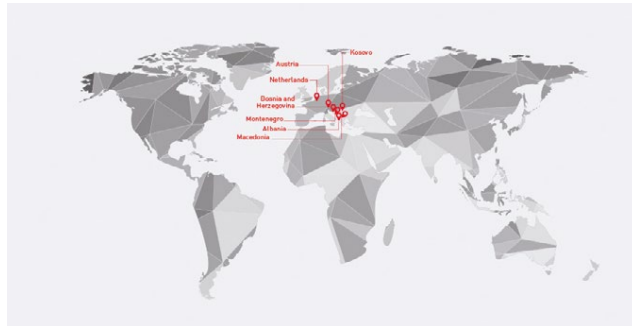 Kosovo
Austria
Netherlands
Bosnia and
Herzegovina
Montenegro
Albania
Macedonia